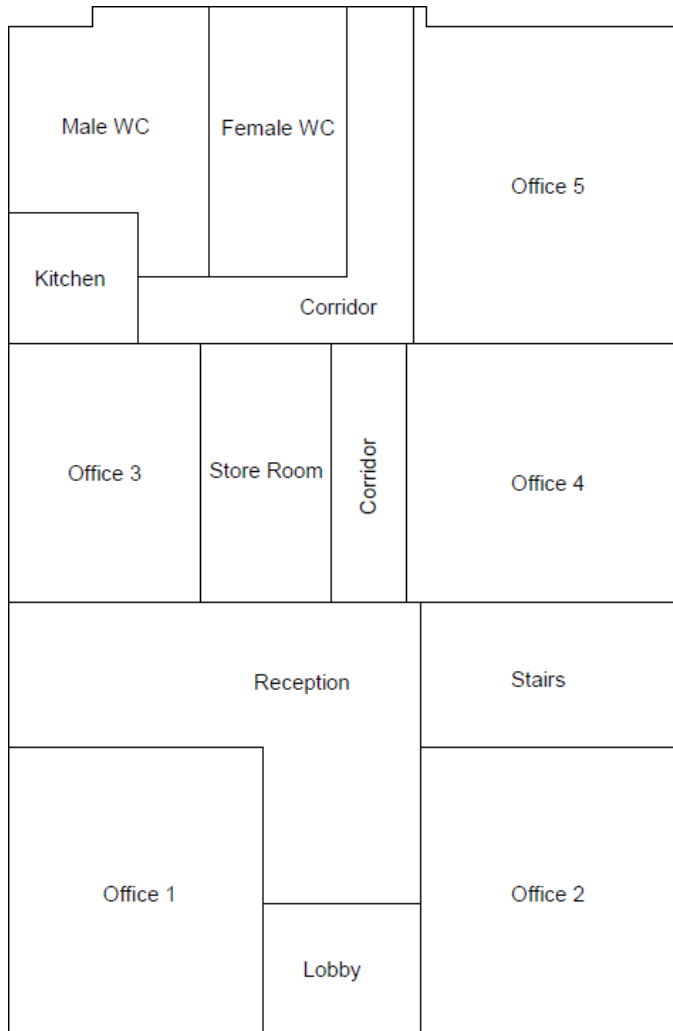 Male WC
Female WC
Office 5
Kitchen
Corridor
Office 3
Store Room
Corridor
Office 4
Reception
Stairs
Office 1
Office 2
Lobby